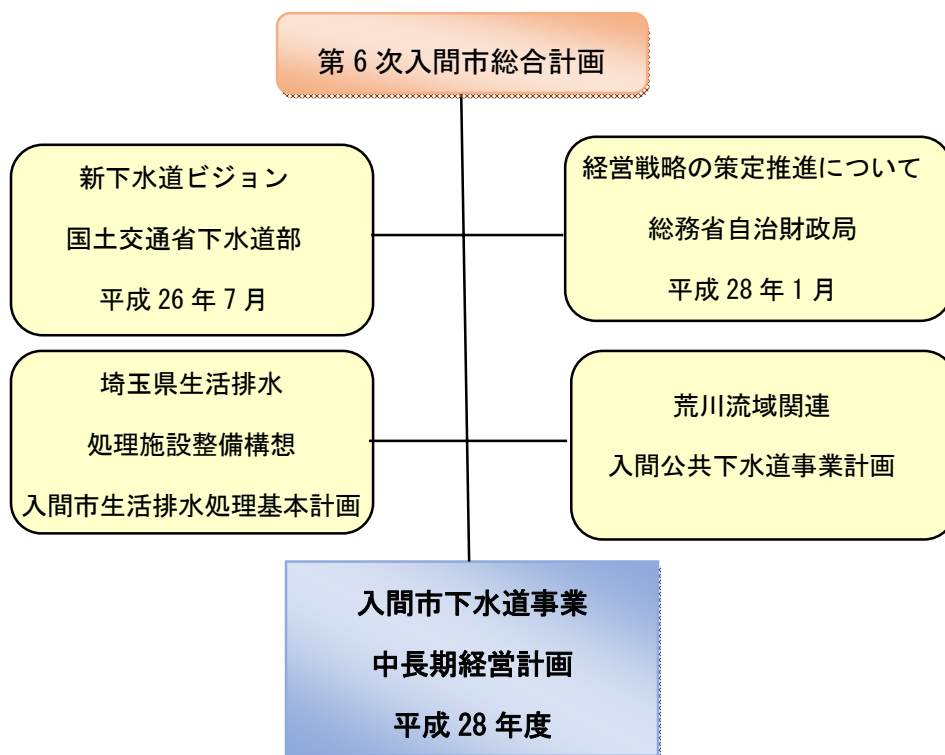 第6次入間市総合計画
新下水道ビジョン
国土交通省下水道部
平成26年7月
経営戦略の策定推進について
総務省自治財政局
平成28年1月
埼玉県生活排水
処理施設整備構想
入間市生活排水処理基本計画
荒川流域関連
入間公共下水道事業計画
入間市下水道事業
中長期経営計画
平成28年度